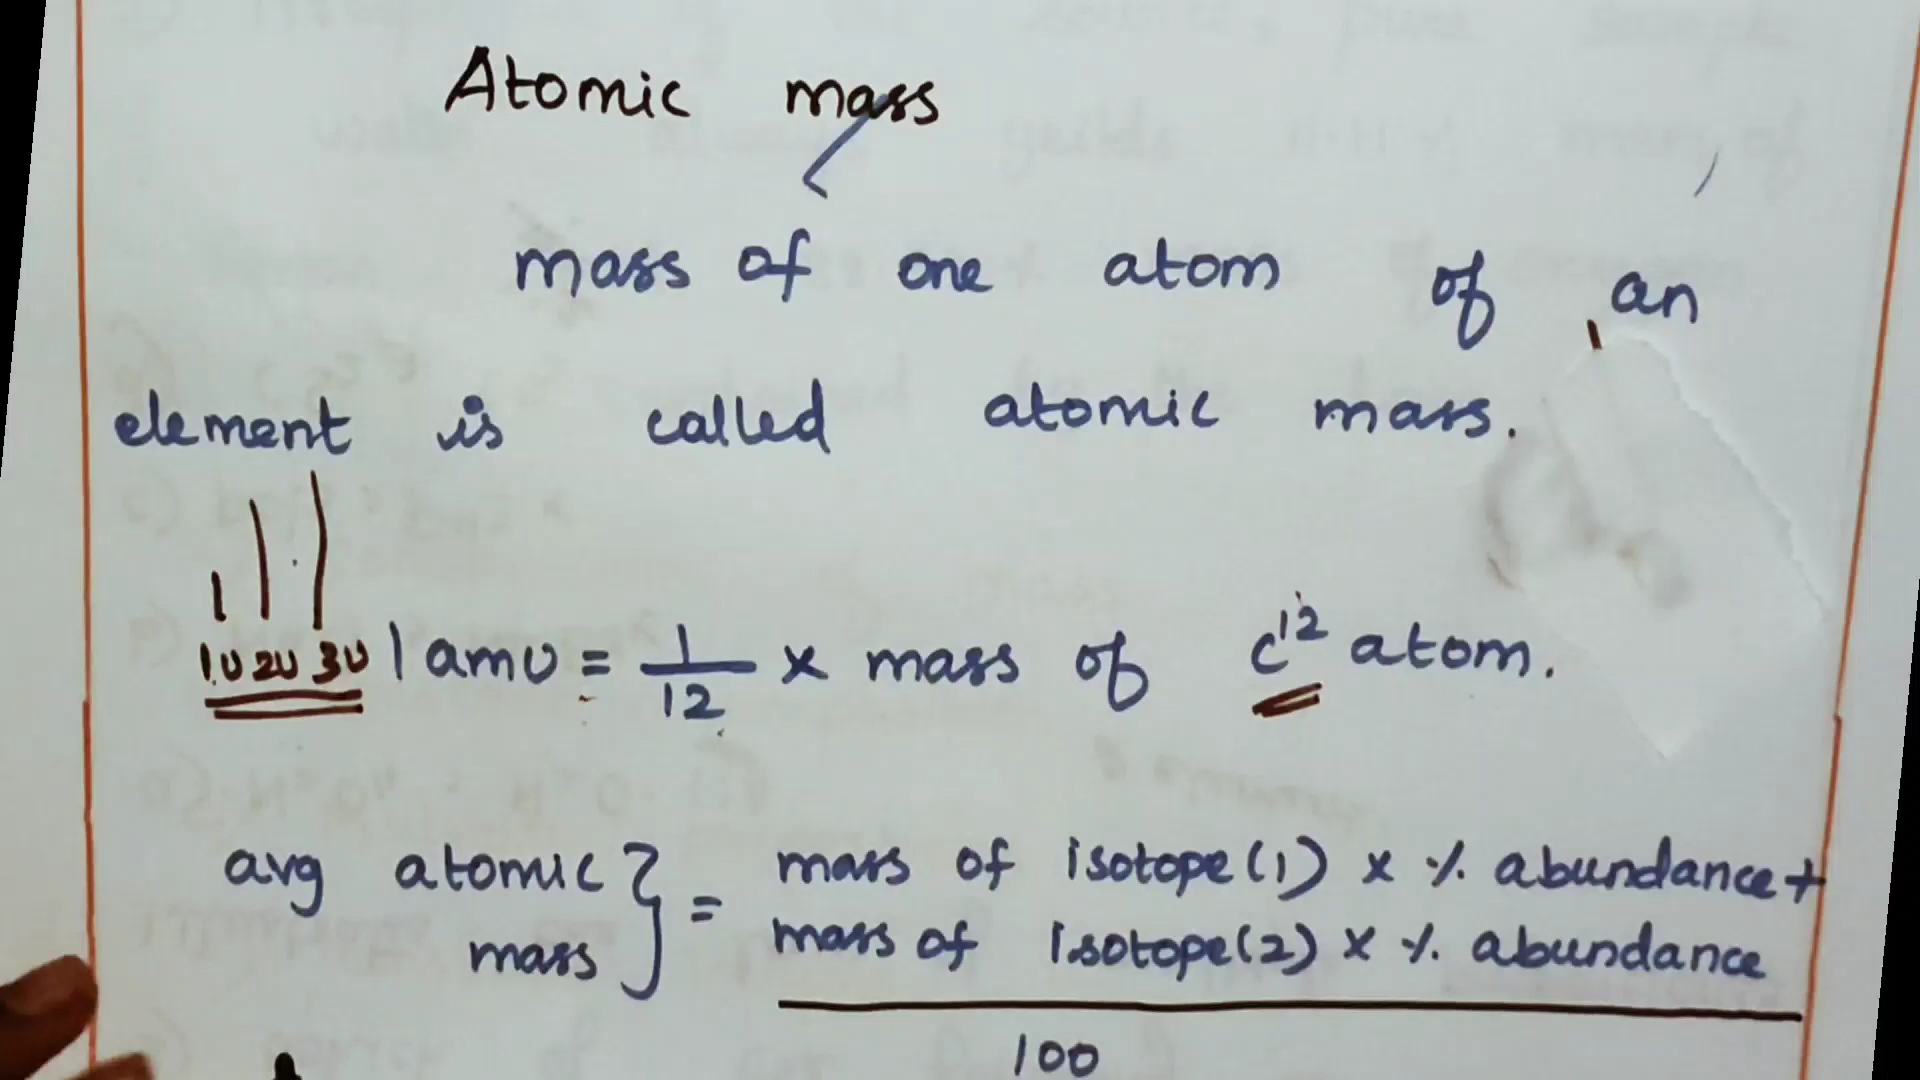 Atomic mass
mass of one atom of an
element is called atomic mass.
1U 2U 3U 1 amu = 1/12 x mass of C¹² atom.
avg atomic mass } = mass of isotope(1) x % abundance +
mass of isotope(2) x % abundance
100